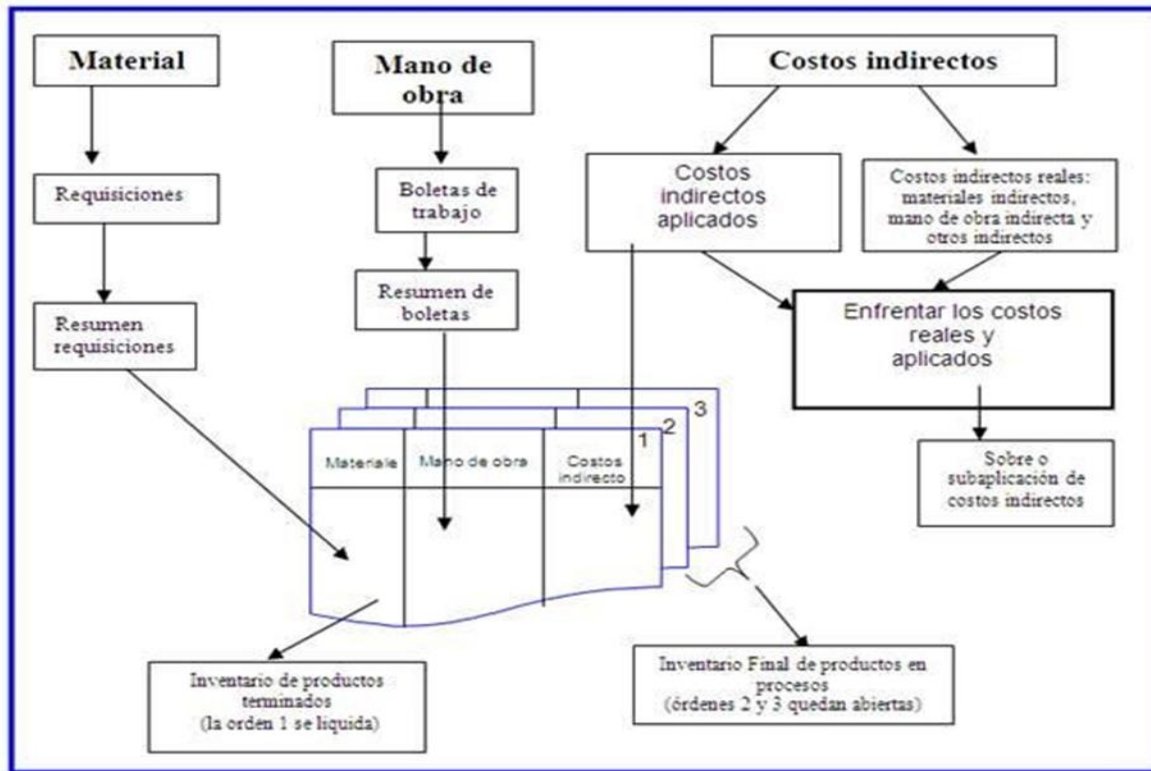 Material
Mano de
obra
Costos indirectos
Requisiciones
Boletas de
trabajo
Costos
indirectos
aplicados
Costos indirectos reales:
materiales indirectos,
mano de obra indirecta y
otros indirectos
Resumen
requisiciones
Resumen de
boletas
Enfrentar los costos
reales y
aplicados
3
2
1
Materiale
Mano de obra
Costos
indirecto
Sobre o
subaplicación de
costos indirectos
Inventario de productos
terminados
(la orden 1 se liquida)
Inventario Final de productos en
procesos
(órdenes 2 y 3 quedan abiertas)